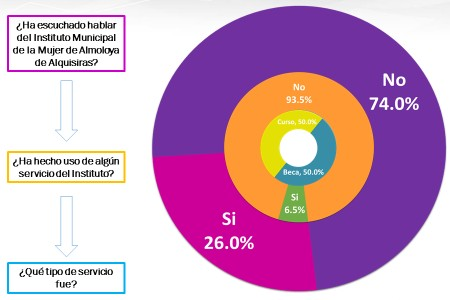 ¿Ha escuchado hablar
del Instituto Municipal
de la Mujer de Almoloya
de Alquisiras?
¿Ha hecho uso de algún
servicio del Instituto?
¿Qué tipo de servicio
fue?
No
74.0%
No
93.5%
Curso, 50.0%
Beca, 50.0%
Si
6.5%
Si
26.0%